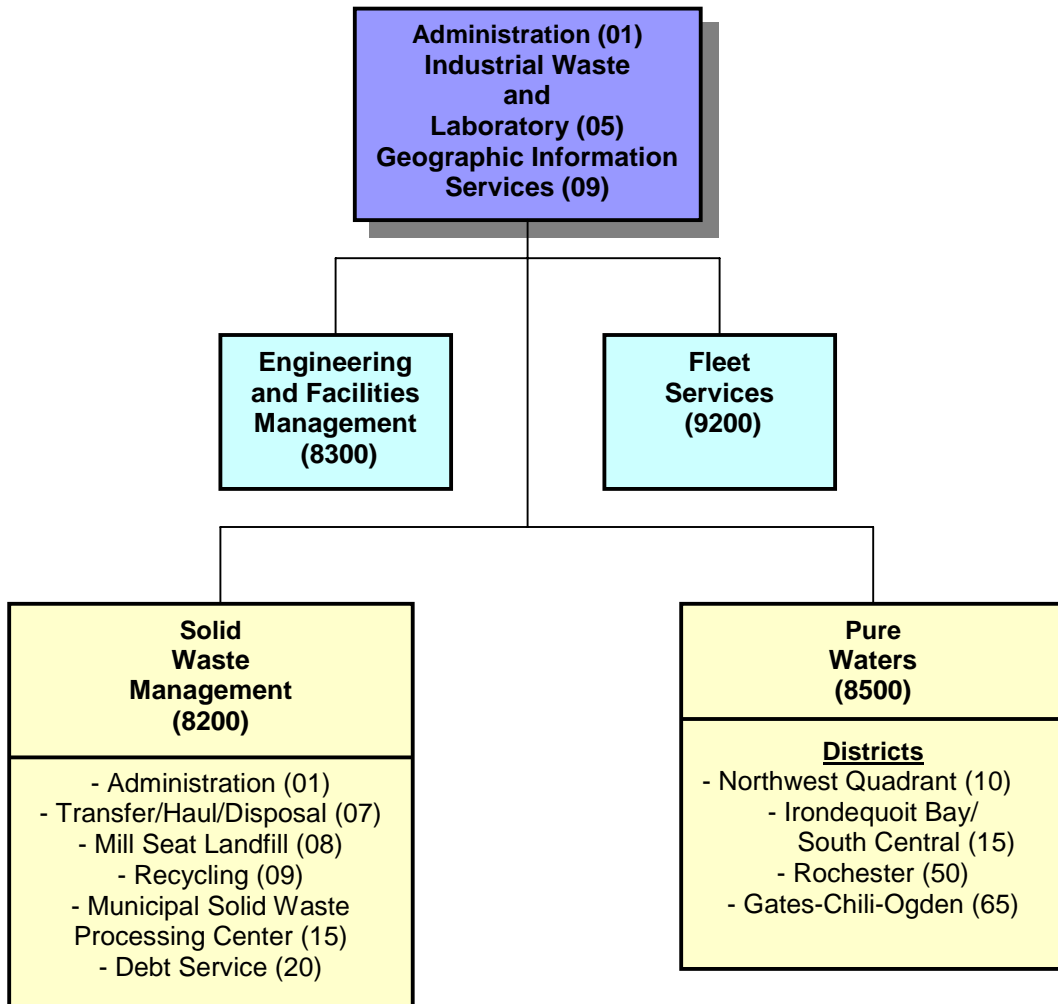 Administration (01)
Industrial Waste
and
Laboratory (05)
Geographic Information
Services (09)
Engineering
and Facilities
Management
(8300)
Fleet
Services
(9200)
Solid
Waste
Management
(8200)
- Administration (01)
- Transfer/Haul/Disposal (07)
- Mill Seat Landfill (08)
- Recycling (09)
- Municipal Solid Waste
Processing Center (15)
- Debt Service (20)
Pure
Waters
(8500)
Districts
- Northwest Quadrant (10)
- Irondequoit Bay/
South Central (15)
- Rochester (50)
- Gates-Chili-Ogden (65)